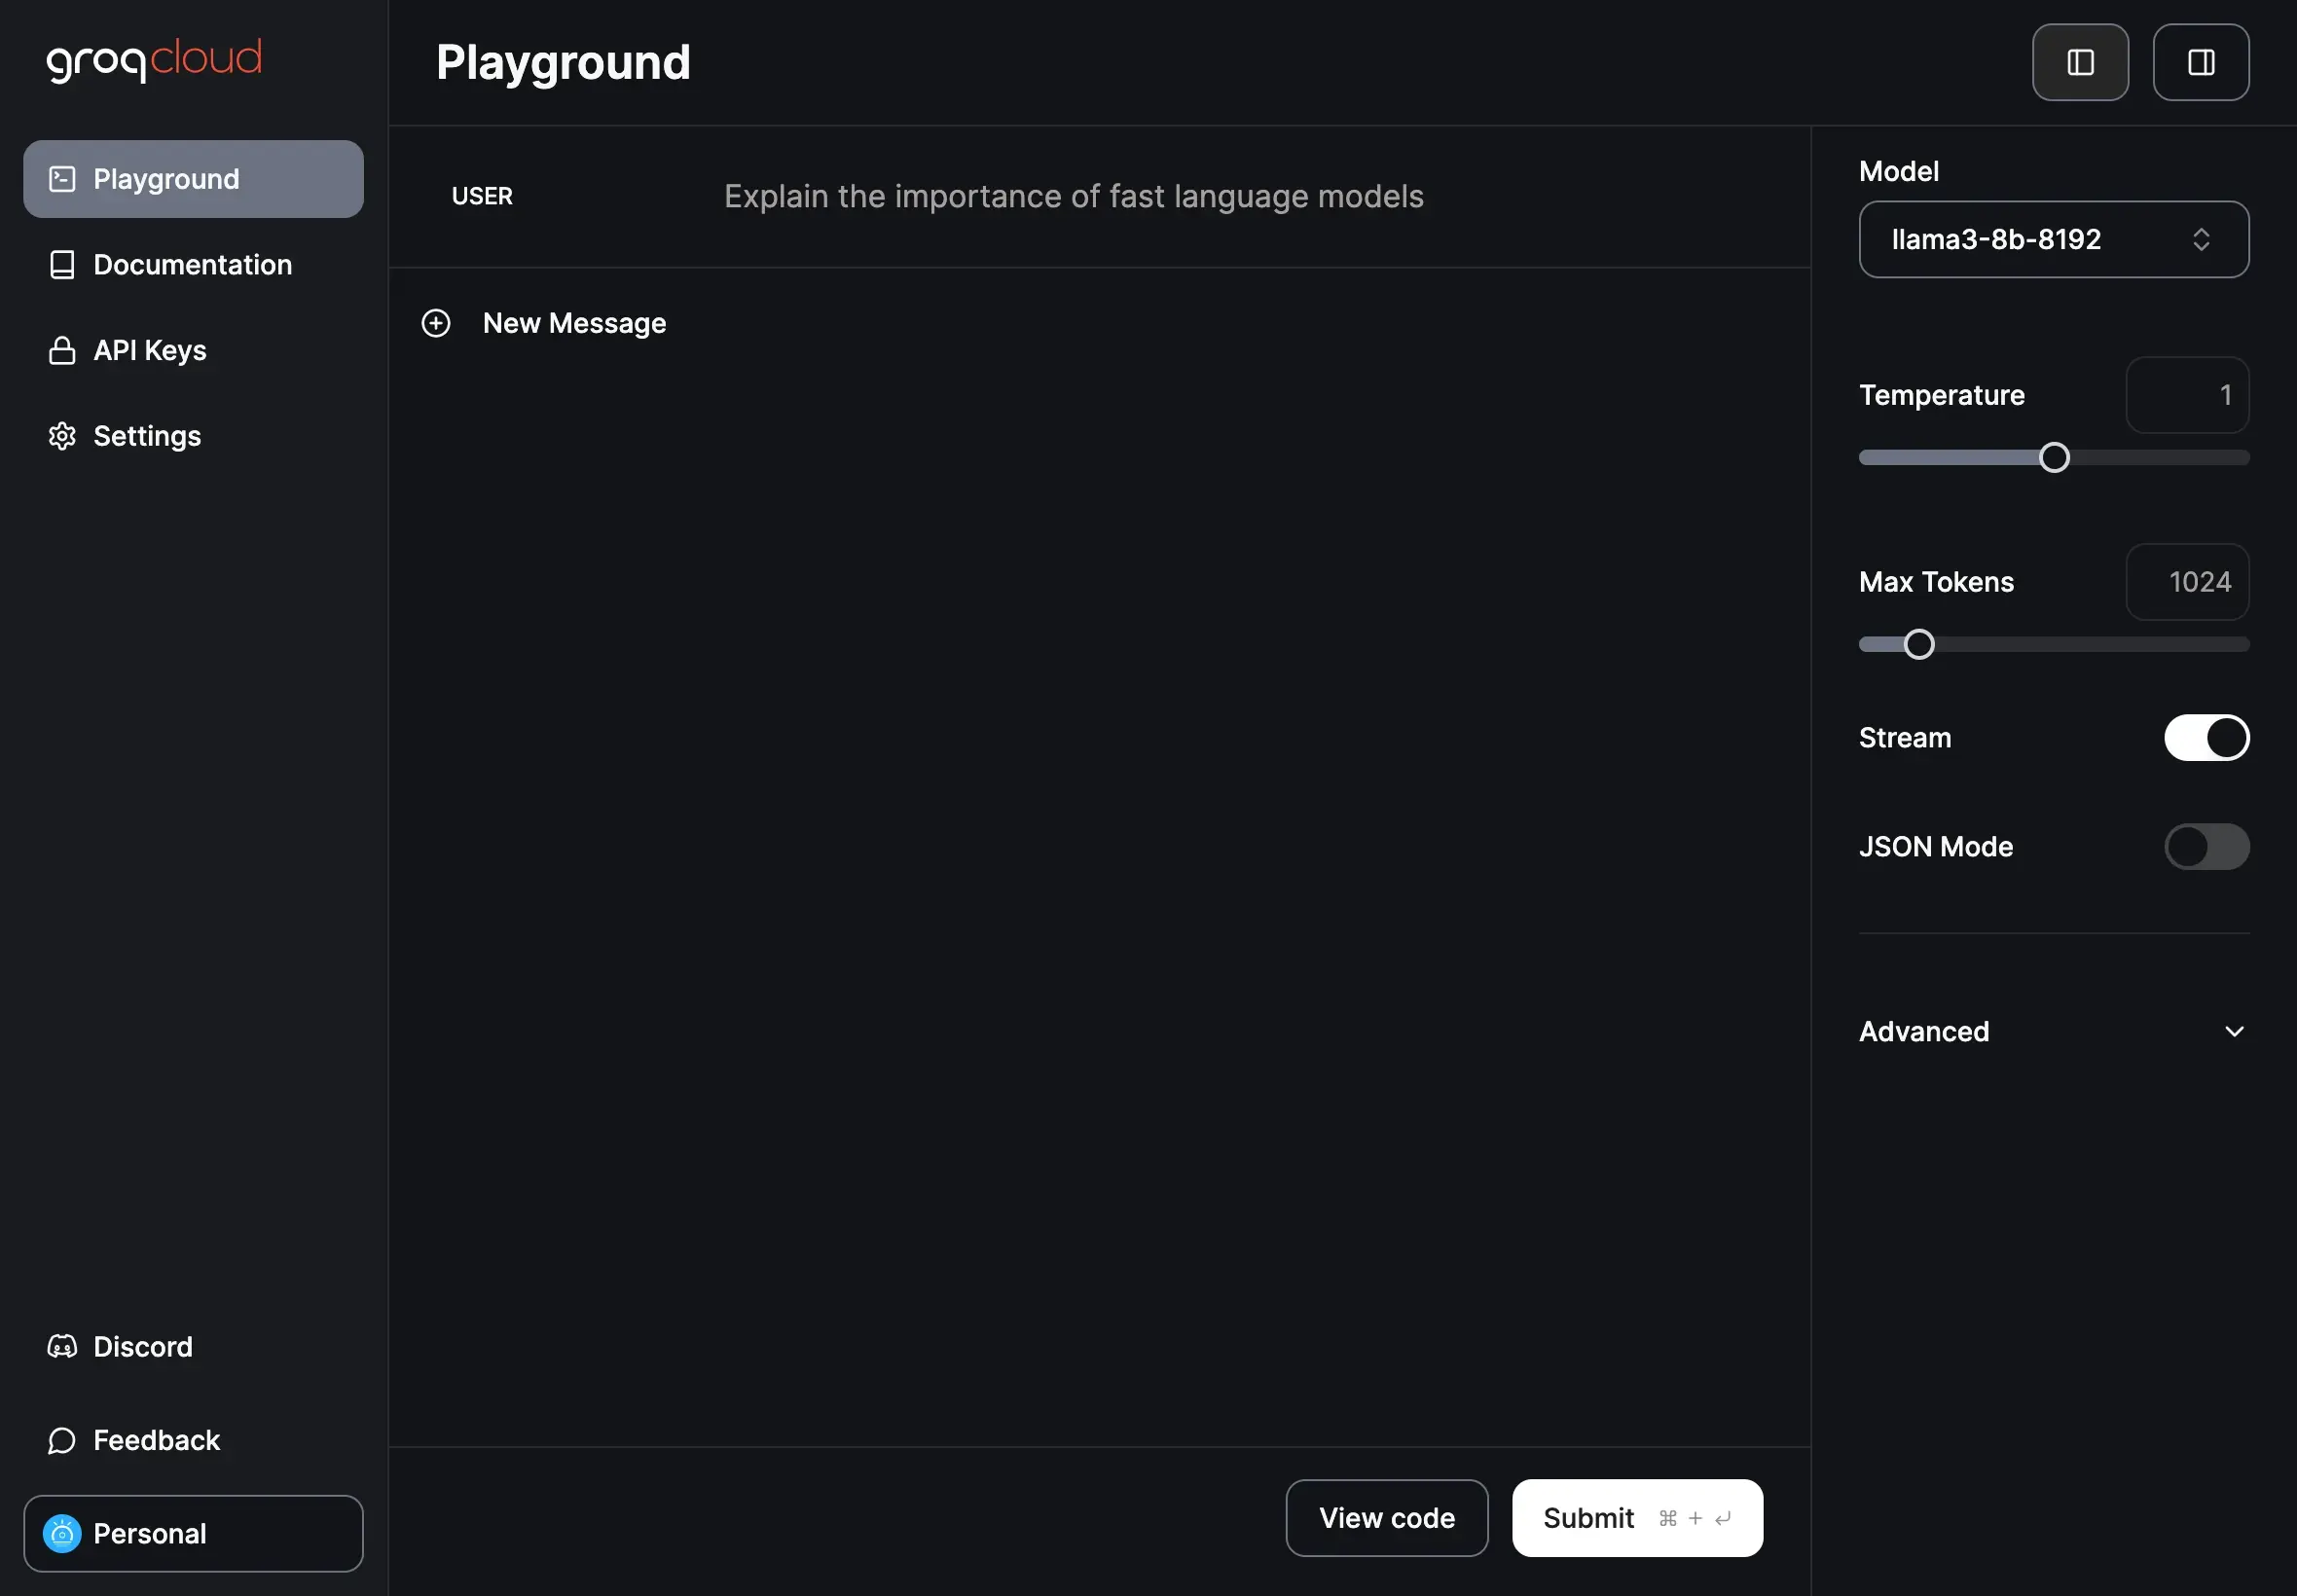 groqcloud
Playground
Documentation
API Keys
Settings
Discord
Feedback
Personal
Playground
USER
Explain the importance of fast language models
New Message
View code
Submit ⌘ + ↵
Model
llama3-8b-8192
Temperature 1
Max Tokens 1024
Stream
JSON Mode
Advanced